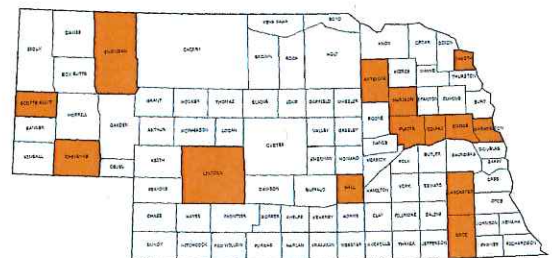 KEYA PAHA
BOYD
SIOUX
DAWES
SHERIDAN
CHERRY
BROWN
ROCK
HOLT
KNOX
CEDAR
DIXON
DAKOTA
BOX BUTTE
ANTELOPE
PIERCE
WAYNE
THURSTON
SCOTTS BLUFF
MORRILL
GARDEN
GRANT
HOOKER
THOMAS
BLAINE
LOUP
GARFIELD
WHEELER
BOONE
MADISON
STANTON
CUMING
BURT
BANNER
ARTHUR
MCPHERSON
LOGAN
CUSTER
VALLEY
GREELEY
PLATTE
COLFAX
DODGE
WASHINGTON
KIMBALL
CHEYENNE
DEUEL
KEITH
LINCOLN
SHERMAN
HOWARD
NANCE
MERRICK
POLK
BUTLER
SAUNDERS
DOUGLAS
SARPY
PERKINS
DAWSON
BUFFALO
HALL
HAMILTON
YORK
SEWARD
LANCASTER
CASS
OTOE
CHASE
HAYES
FRONTIER
GOSPER
PHELPS
KEARNEY
ADAMS
CLAY
FILLMORE
SALINE
GAGE
JOHNSON
NEMAHA
DUNDY
HITCHCOCK
RED WILLOW
FURNAS
HARLAN
FRANKLIN
WEBSTER
NUCKOLLS
THAYER
JEFFERSON
PAWNEE
RICHARDSON